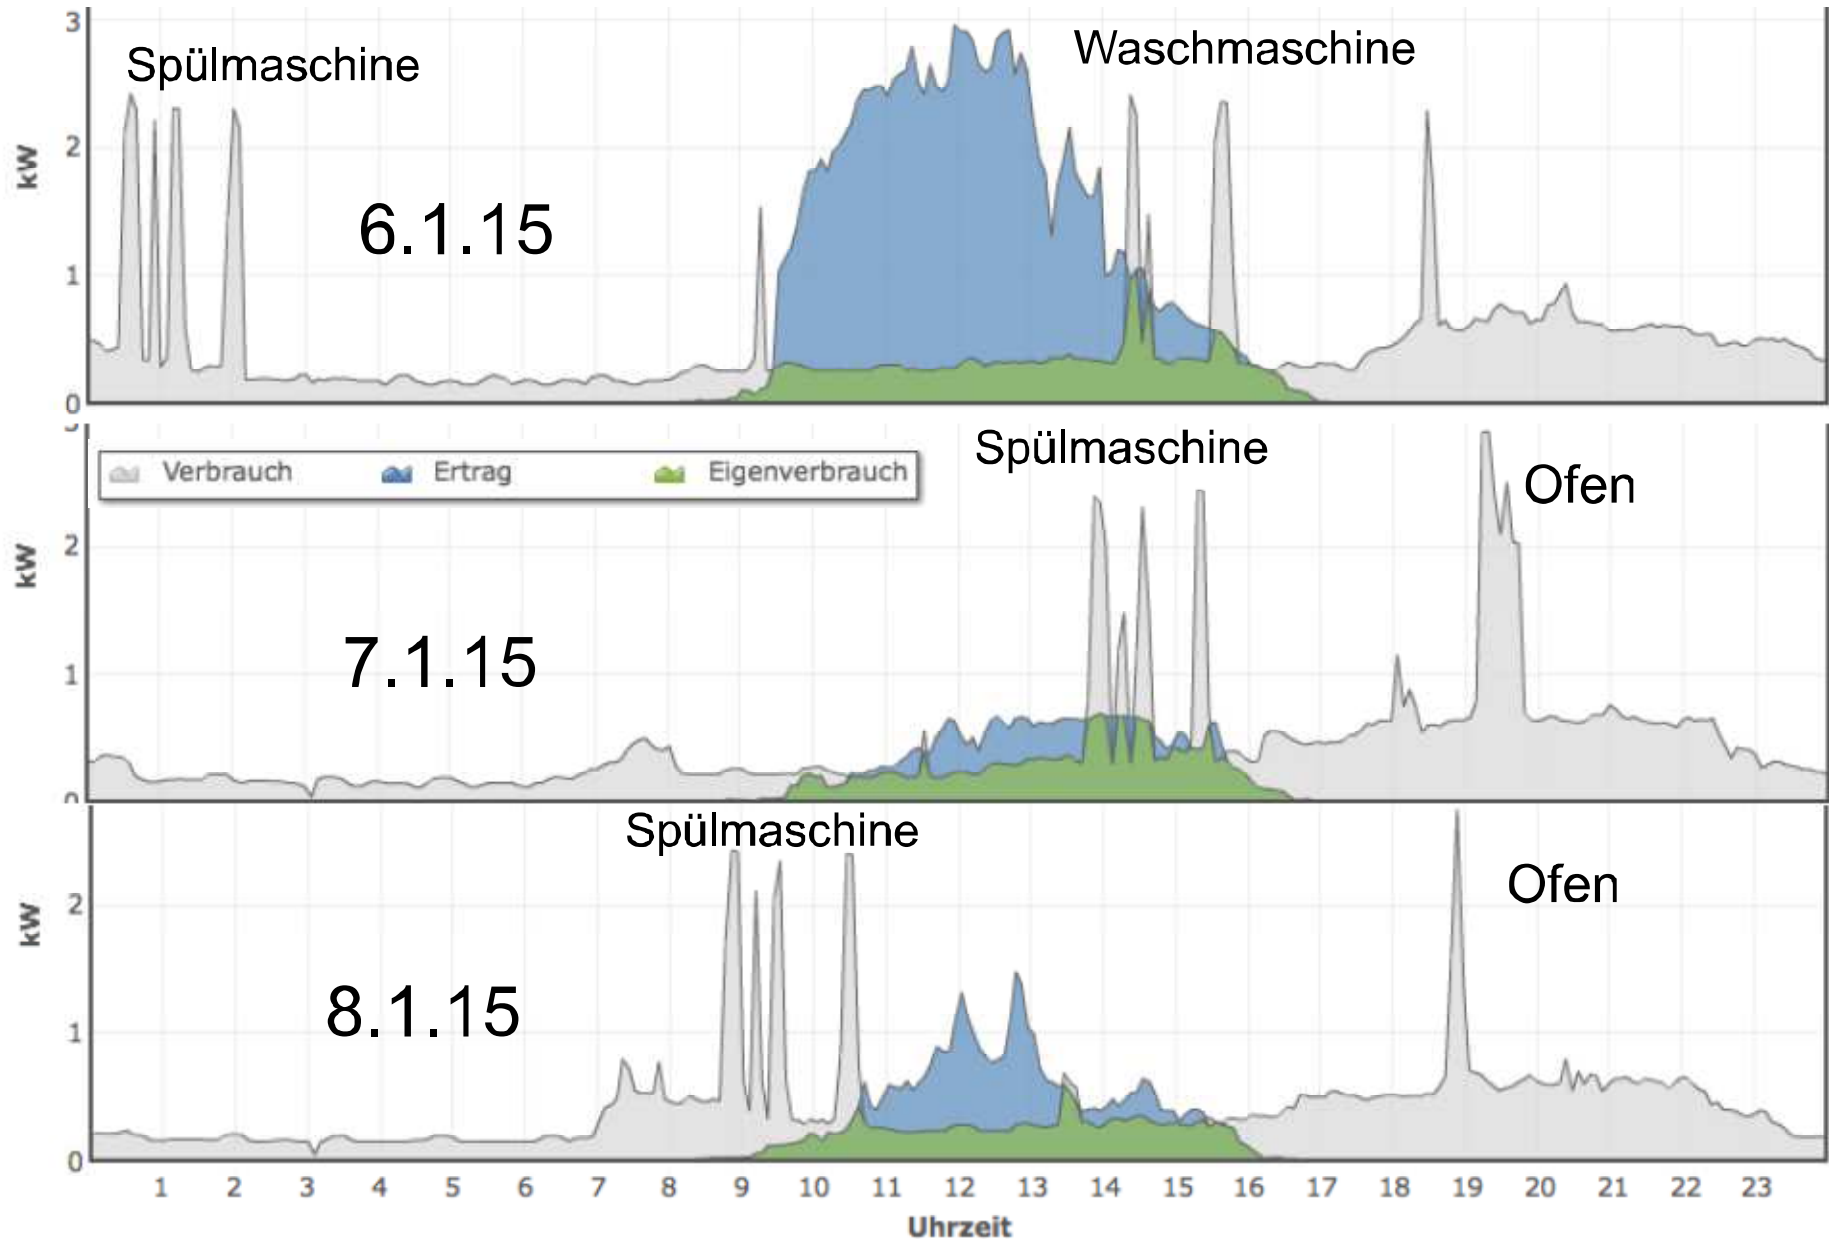 3
Spülmaschine
Waschmaschine
2
kW
6.1.15
1
0
3
Verbrauch Ertrag Eigenverbrauch
Spülmaschine
Ofen
2
kW
7.1.15
1
0
Spülmaschine
Ofen
2
kW
8.1.15
1
0
1 2 3 4 5 6 7 8 9 10 11 12 13 14 15 16 17 18 19 20 21 22 23
Uhrzeit